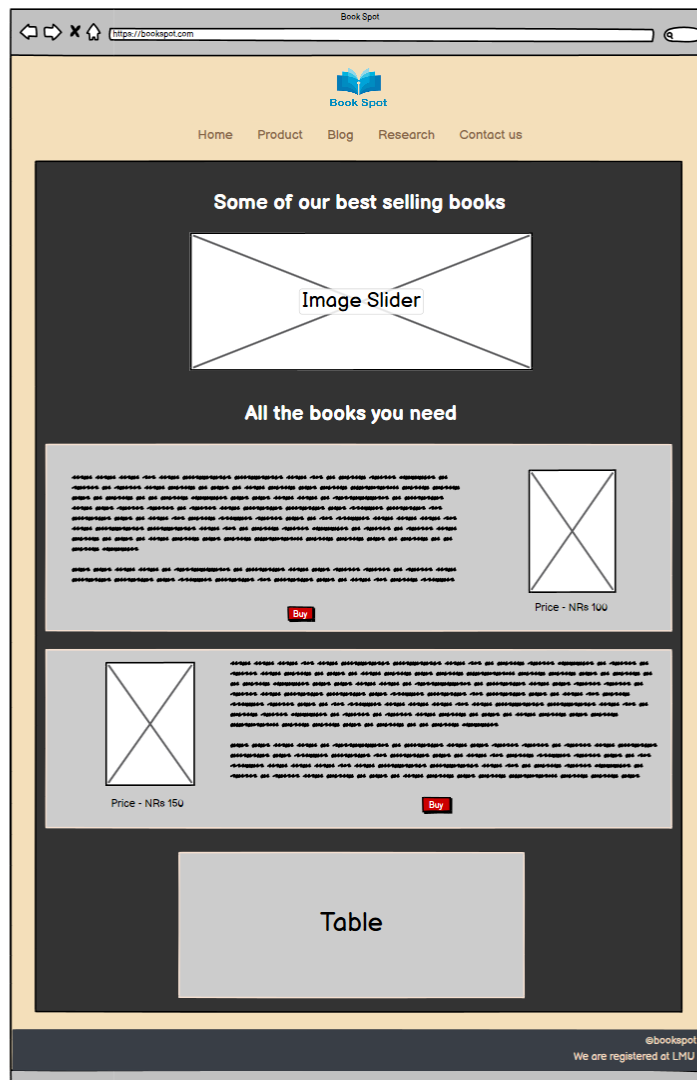 Book Spot
https://bookspot.com
Book Spot
Home Product Blog Research Contact us
Some of our best selling books
Image Slider
All the books you need
Price - NRs 100
Buy
Price - NRs 150
Buy
Table
©bookspot
We are registered at LMU